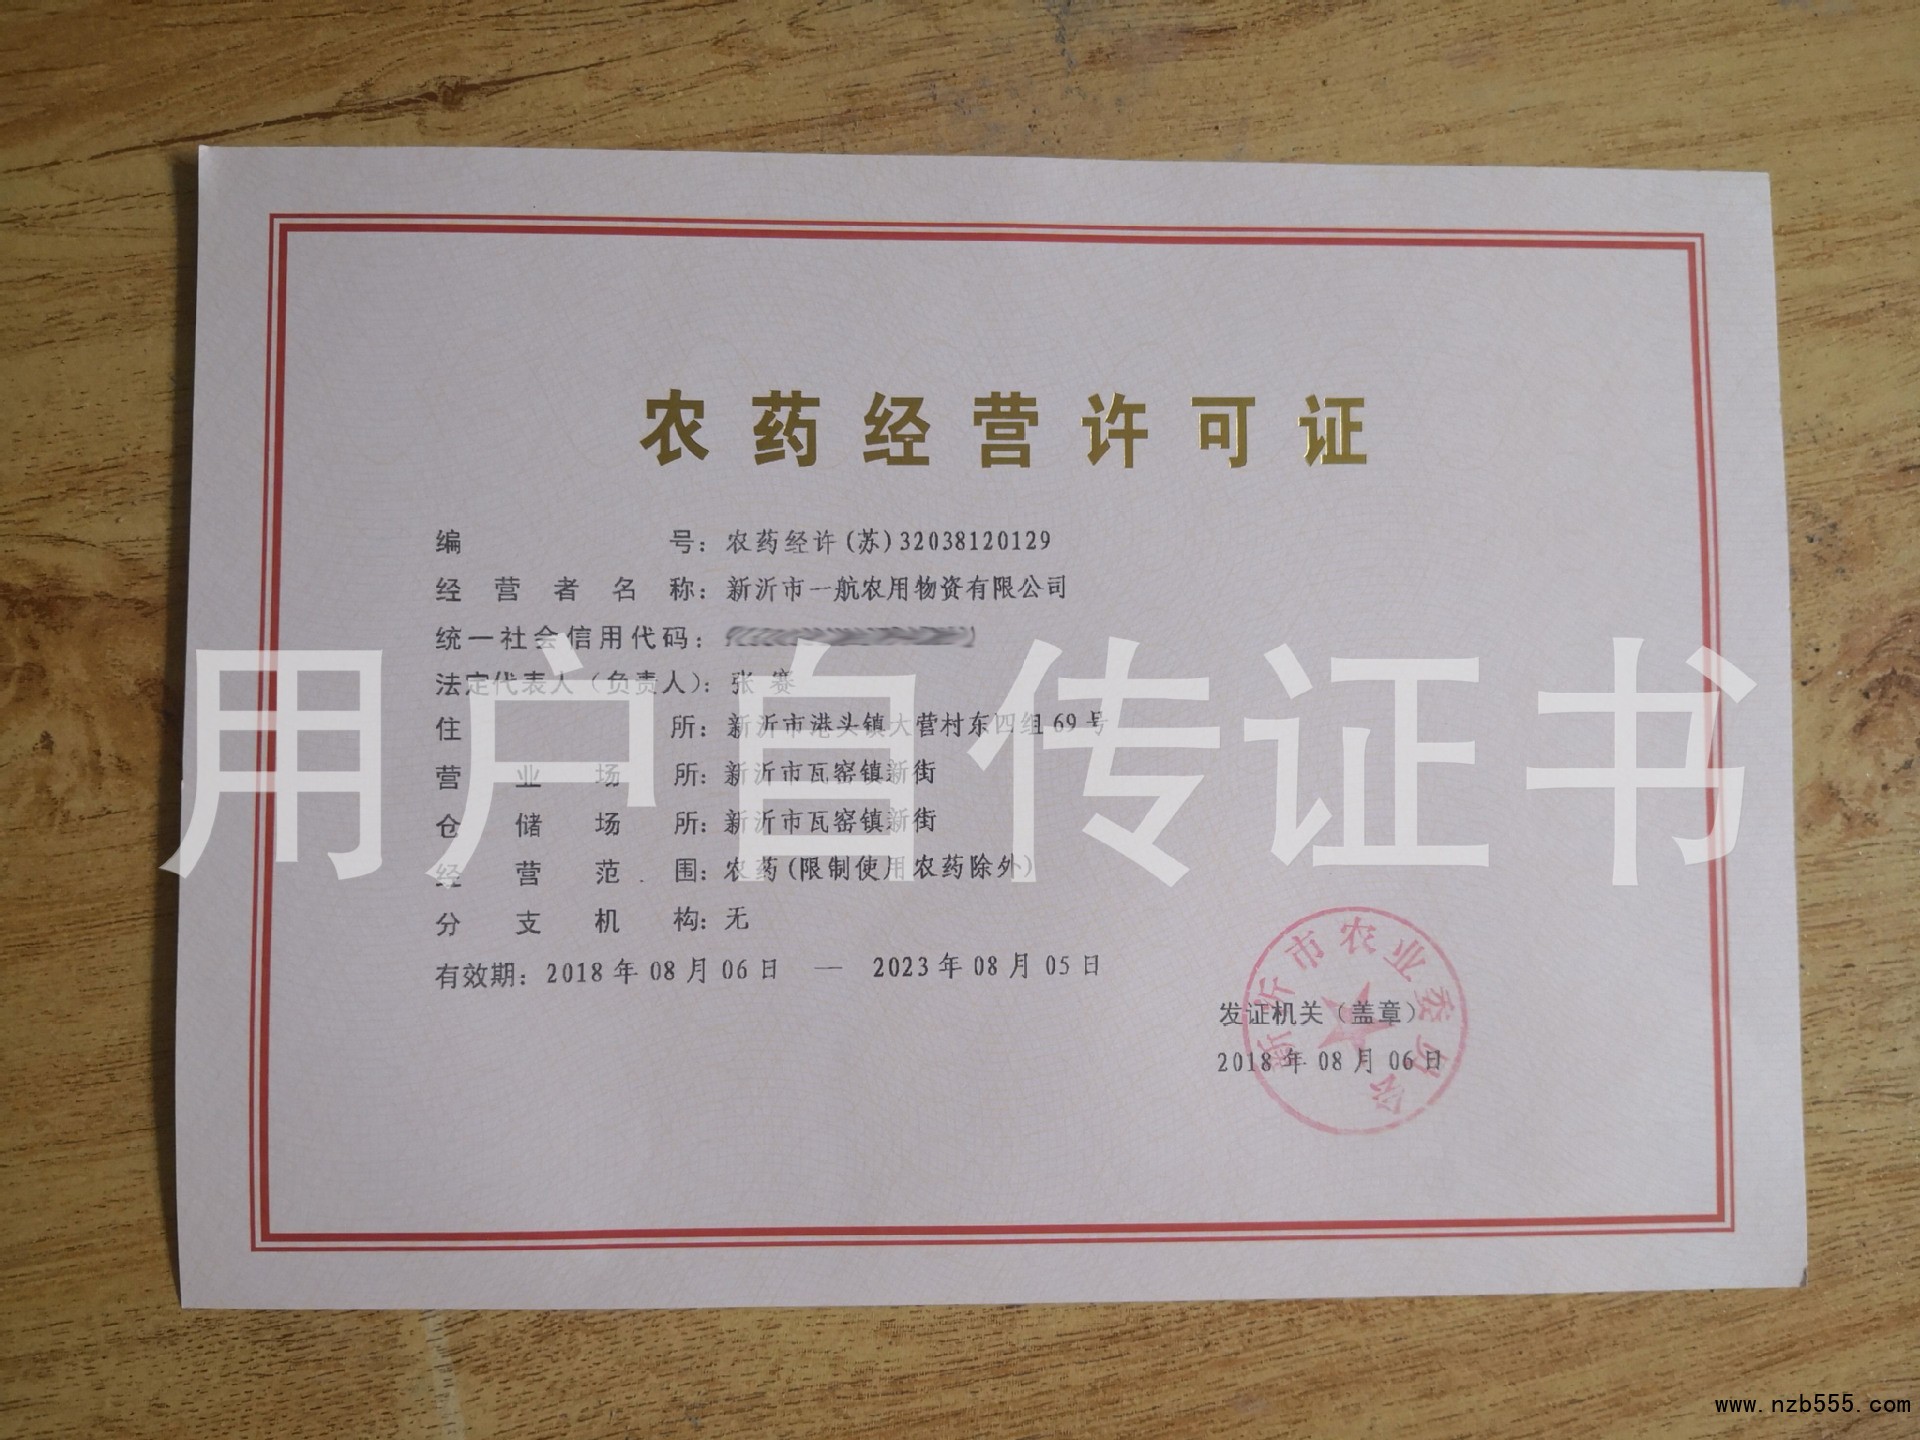 农药经营许可证
编号：农药经许(苏)32038120129
经营者名称：新沂市一航农用物资有限公司
统一社会信用代码：
法定代表人（负责人）：张 赛
住所：新沂市港头镇大营村东四组69号
营业场所：新沂市瓦窑镇新街
仓储场所：新沂市瓦窑镇新街
经营范围：农药(限制使用农药除外)
分支机构：无
有效期：2018年08月06日 — 2023年08月05日
新沂市农业委员会
发证机关（盖章）
2018年08月06日
用户自传证书
www.nzb555.com